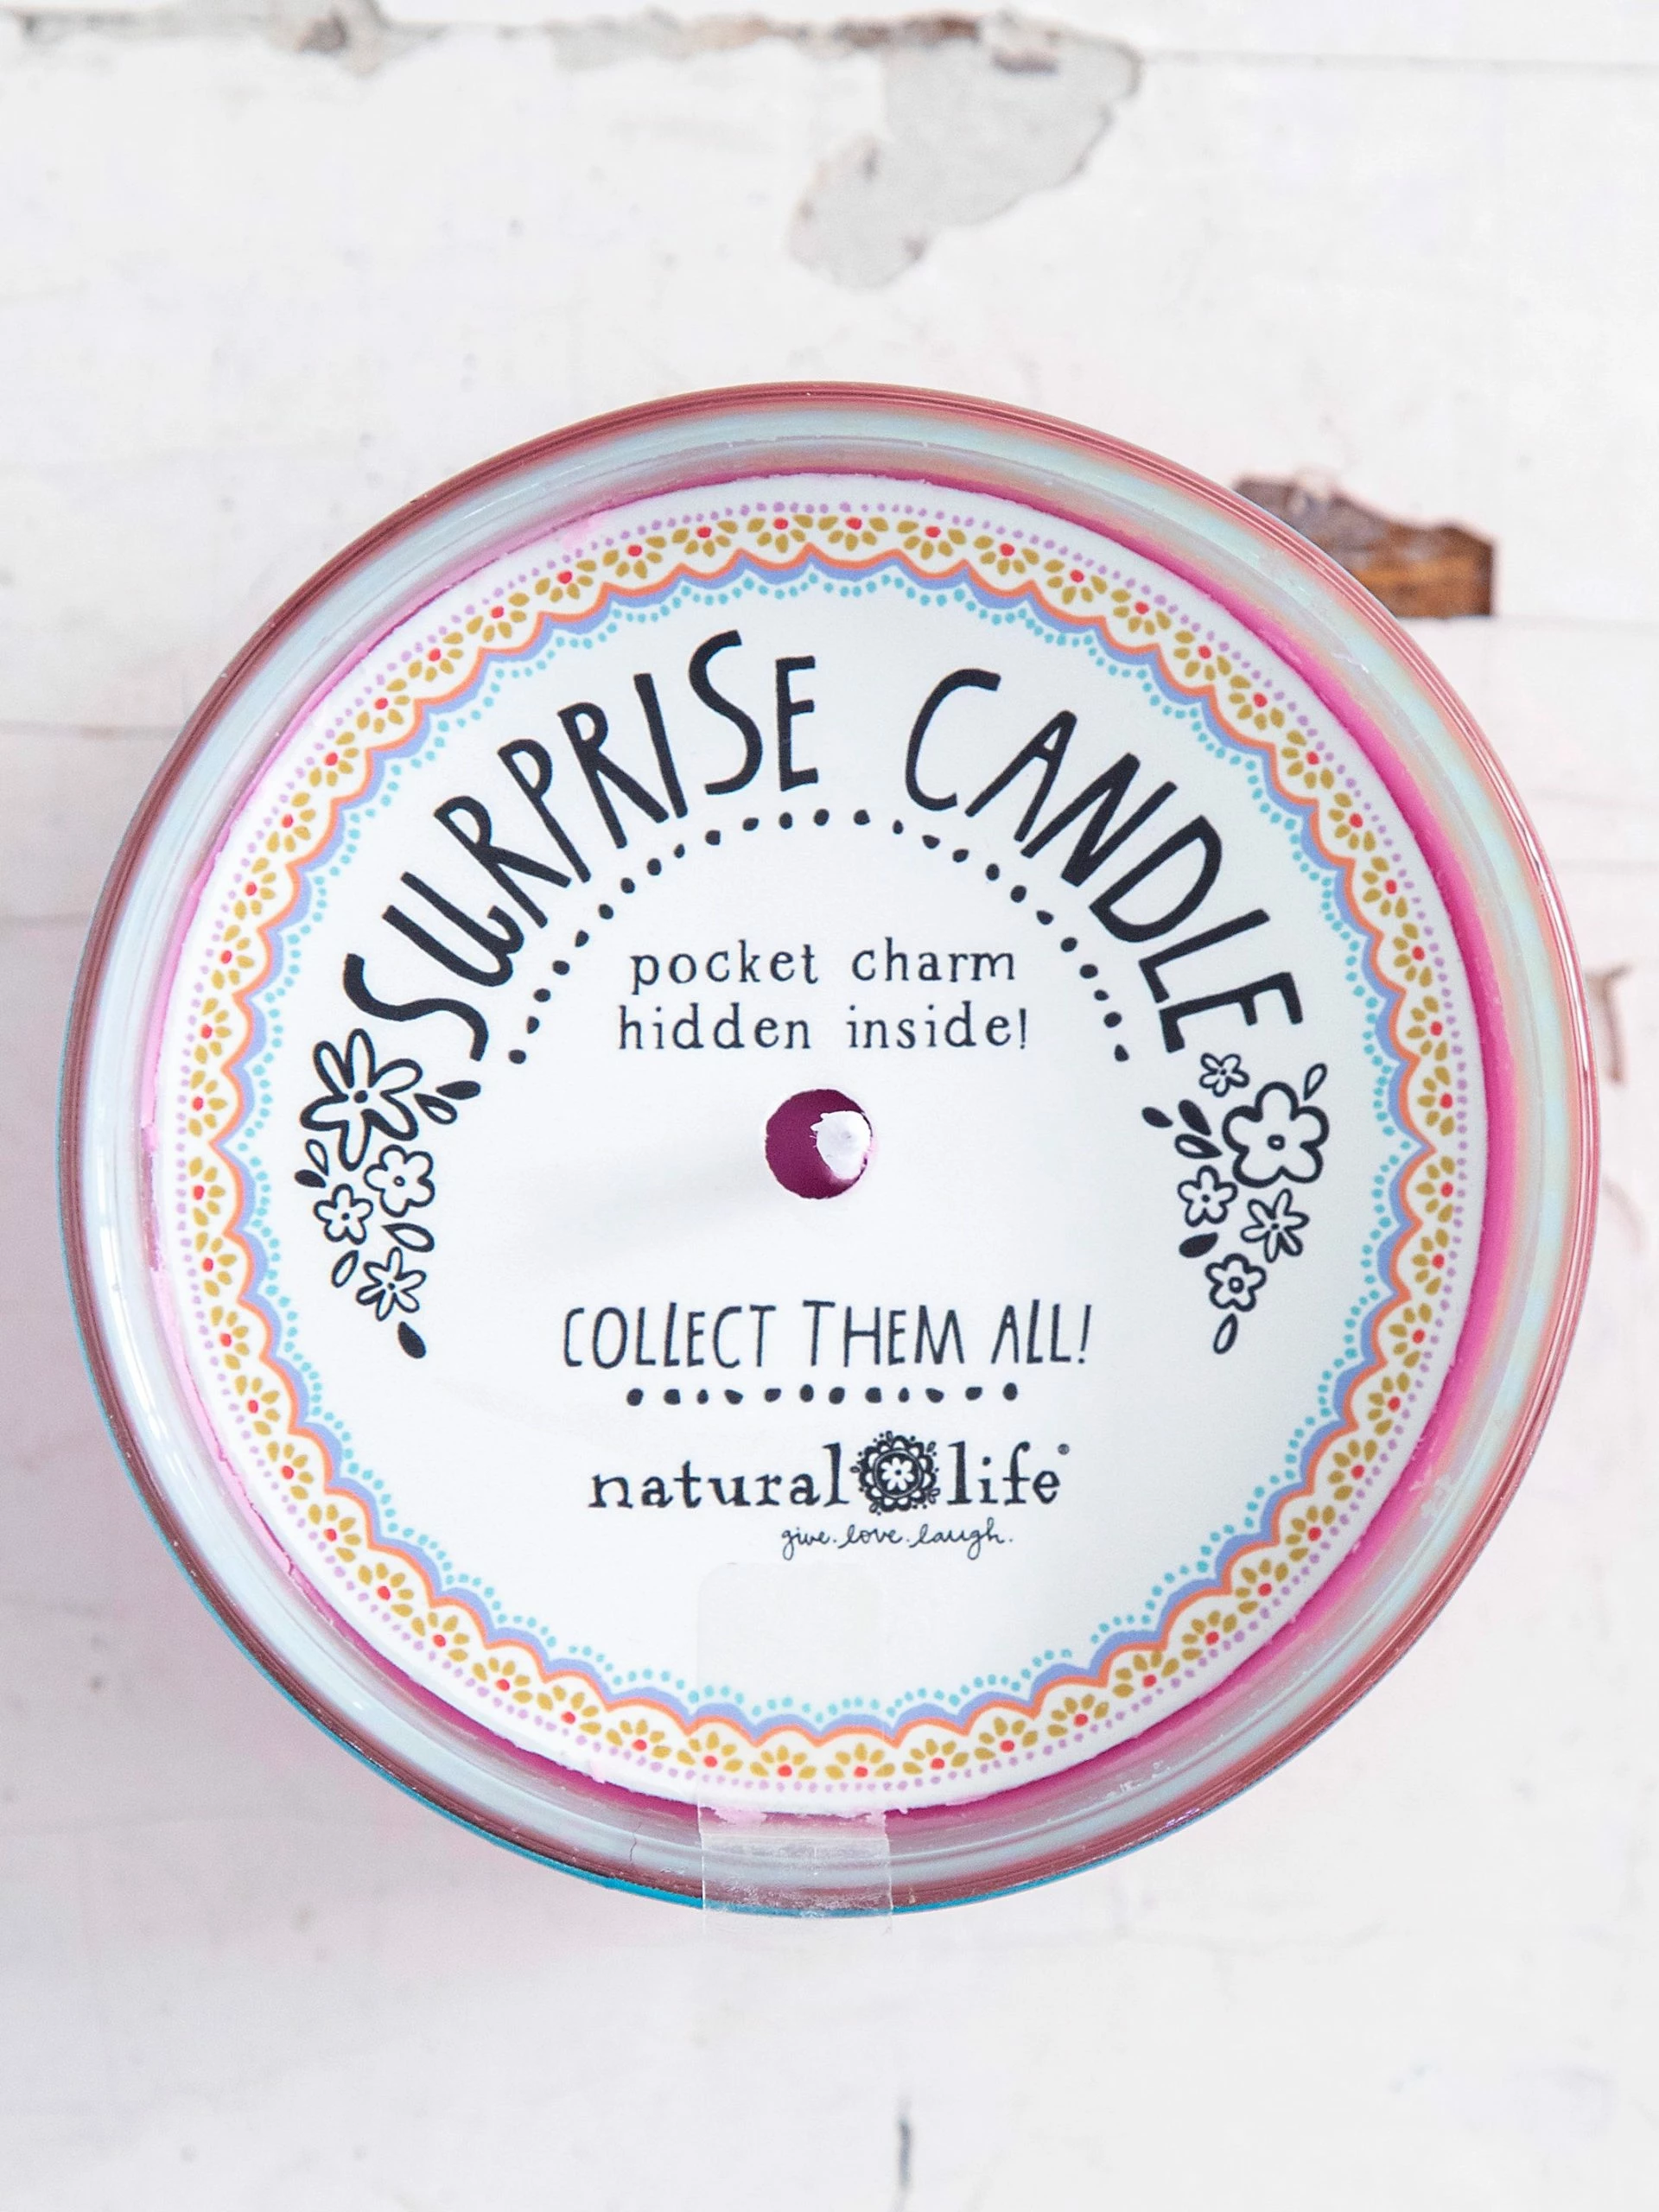 SURPRISE CANDLE
pocket charm
hidden inside!
COLLECT THEM ALL!
natural life®
give.love.laugh.